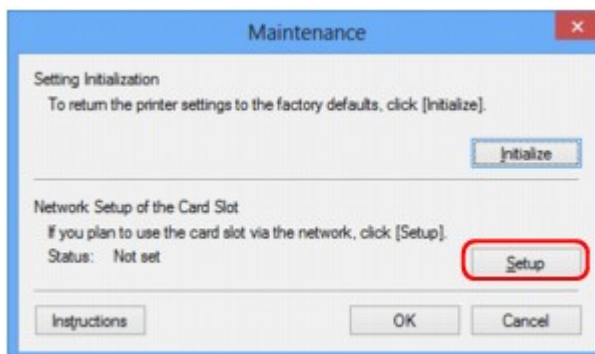 Maintenance
Setting Initialization
To return the printer settings to the factory defaults, click [Initialize].
Initialize
Network Setup of the Card Slot
If you plan to use the card slot via the network, click [Setup].
Status: Not set
Setup
Instructions OK Cancel